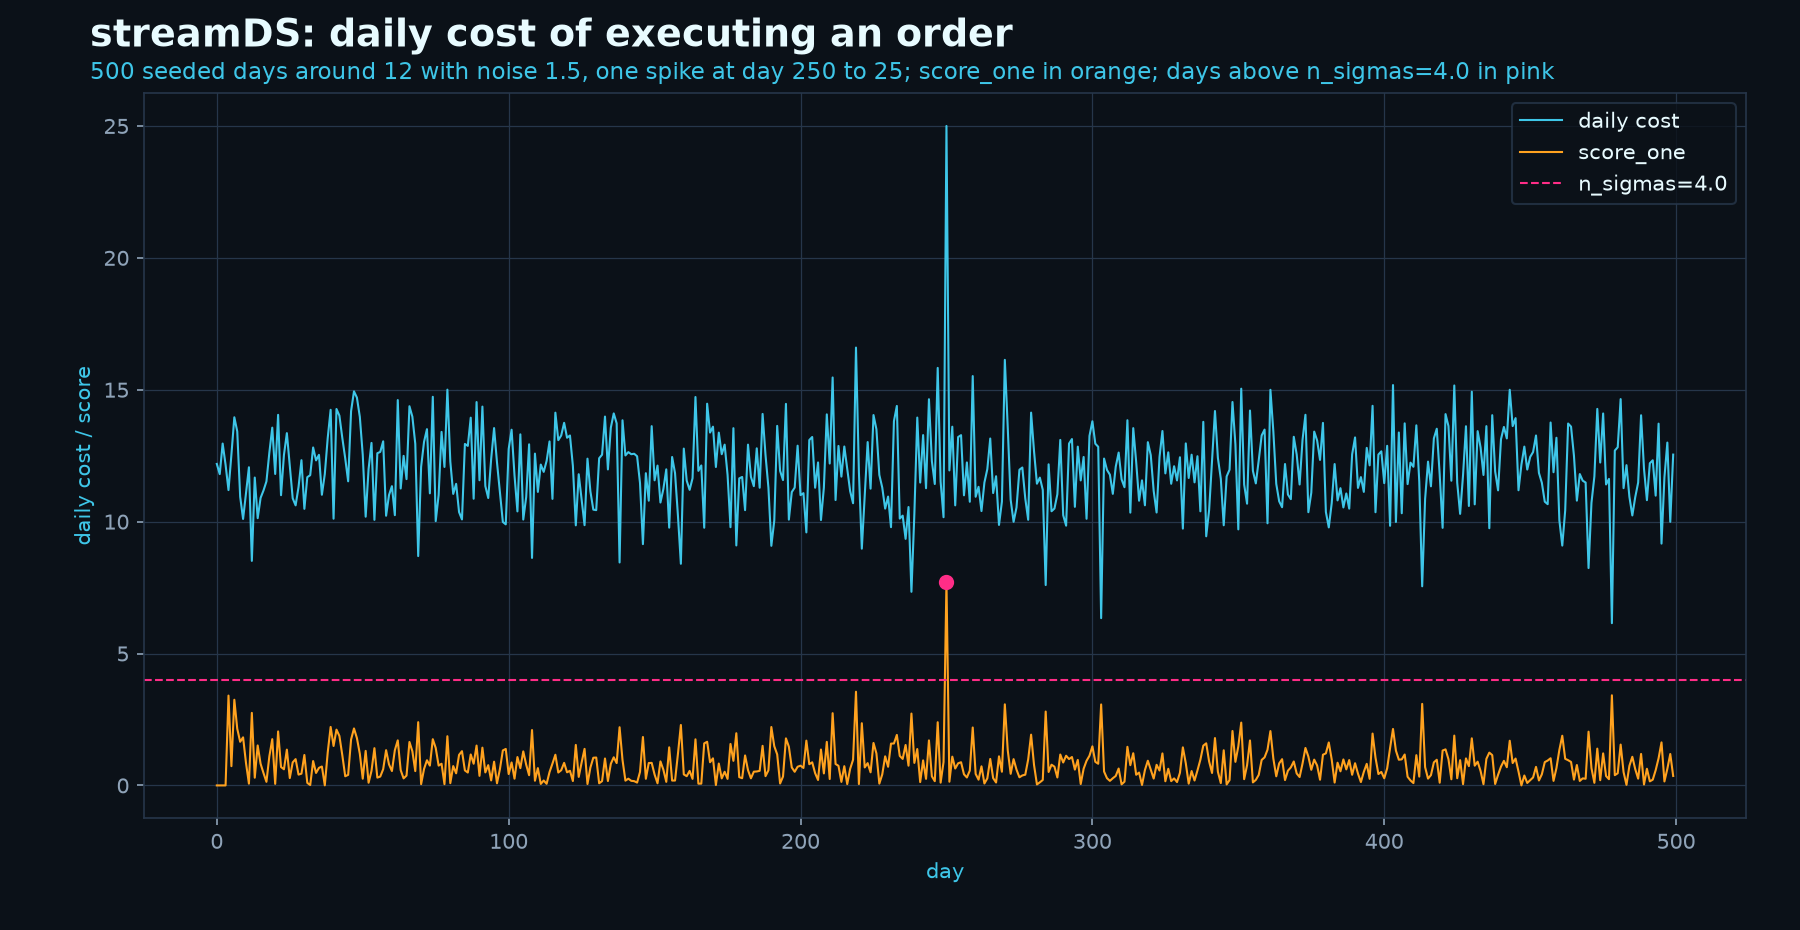 streamDS: daily cost of executing an order
500 seeded days around 12 with noise 1.5, one spike at day 250 to 25; score_one in orange; days above n_sigmas=4.0 in pink
daily cost
score_one
n_sigmas=4.0
25
20
15
10
5
0
daily cost / score
0 100 200 300 400 500
day